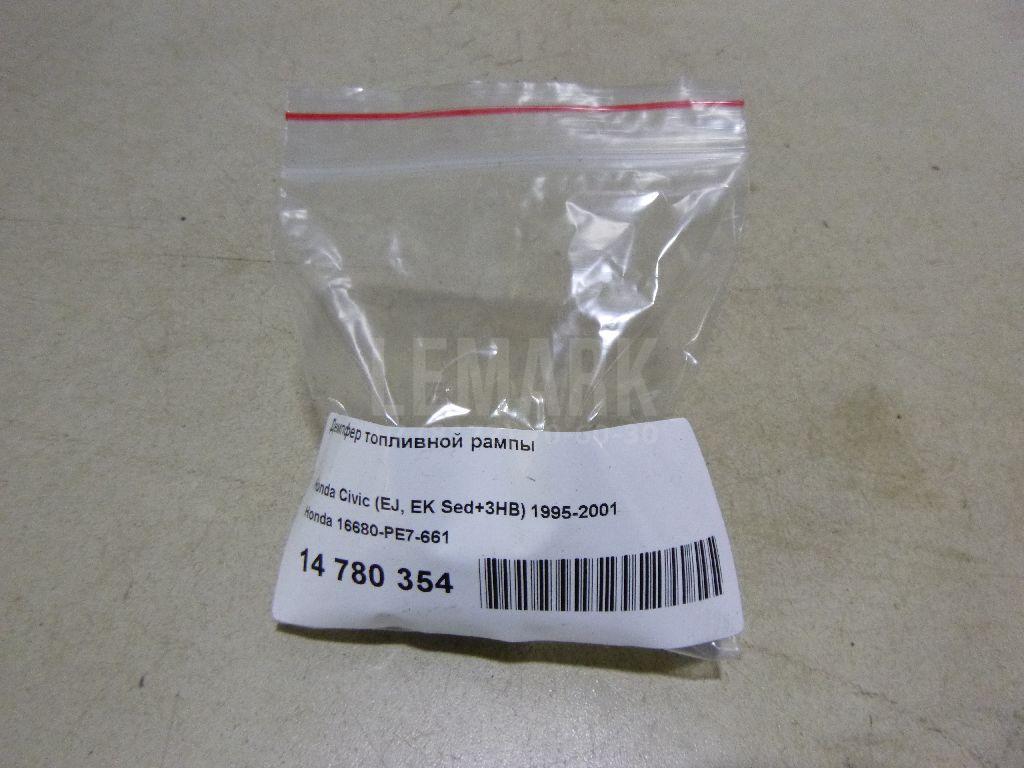 LEMARK
Демпфер топливной рампы
Honda Civic (EJ, EK Sed+3HB) 1995-2001
Honda 16680-PE7-661
14 780 354